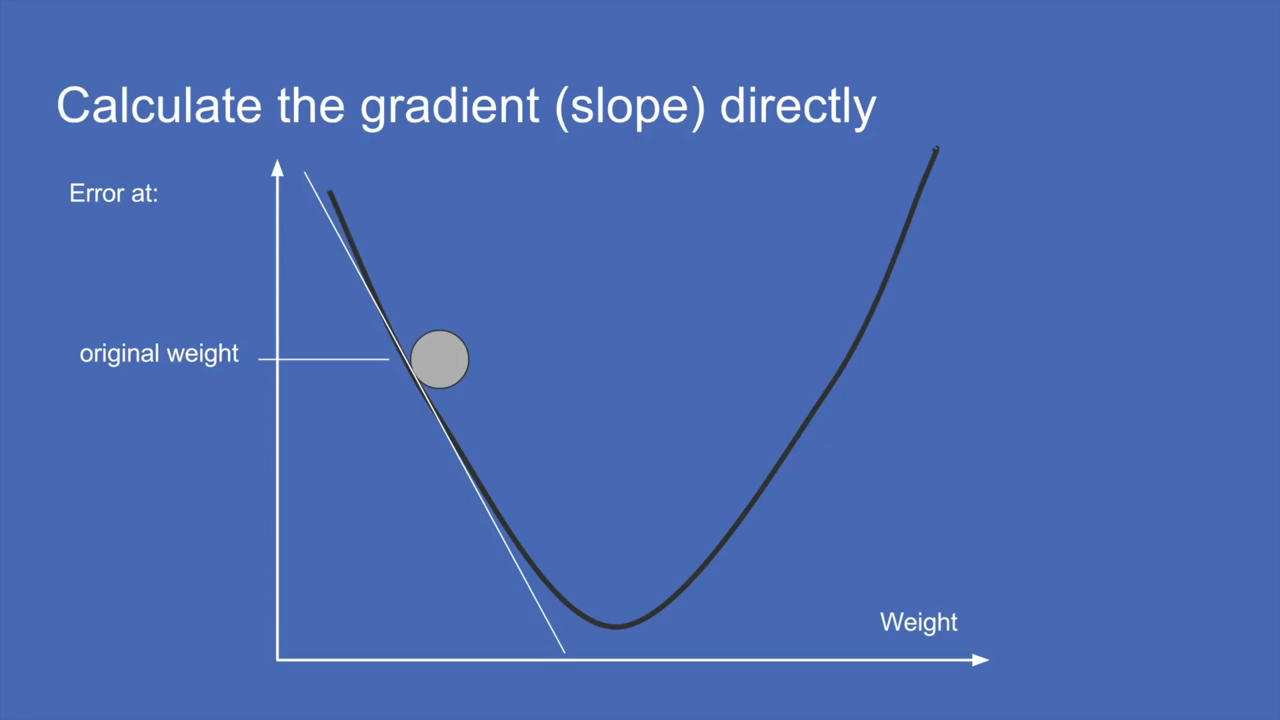 Calculate the gradient (slope) directly
Error at:
original weight
Weight